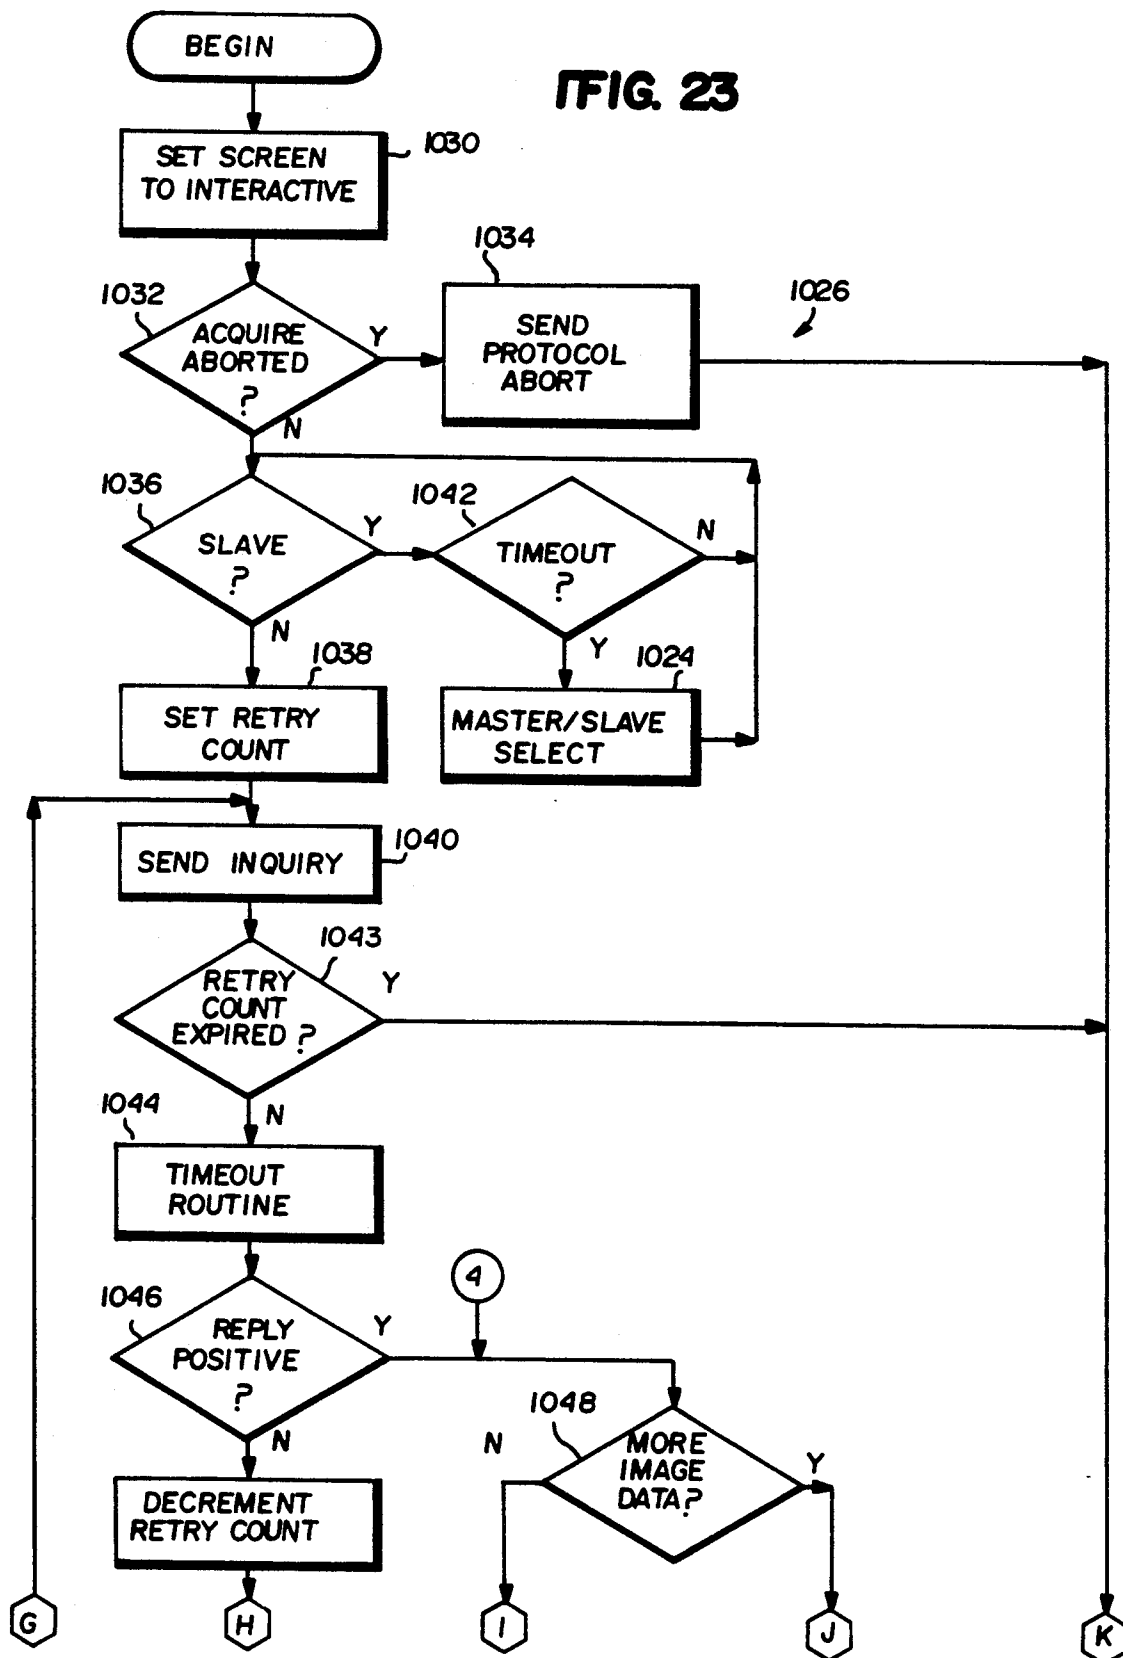 BEGIN
FIG. 23
1030
SET SCREEN
TO INTERACTIVE
1034
1026
1032
ACQUIRE
ABORTED
?
Y
N
SEND
PROTOCOL
ABORT
1036
SLAVE
?
Y
N
1042
TIMEOUT
?
N
Y
1038
SET RETRY
COUNT
1024
MASTER/SLAVE
SELECT
1040
SEND INQUIRY
1043
RETRY
COUNT
EXPIRED ?
Y
N
1044
TIMEOUT
ROUTINE
4
1046
REPLY
POSITIVE
?
Y
N
1048
MORE
IMAGE
DATA?
N
Y
DECREMENT
RETRY COUNT
G
H
I
J
K